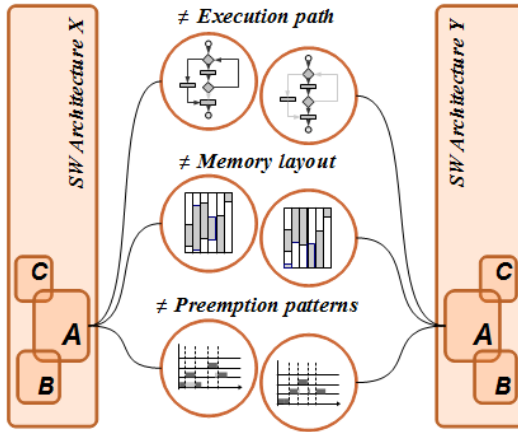 ≠ Execution path
SW Architecture X
SW Architecture Y
≠ Memory layout
C
A
B
C
A
B
≠ Preemption patterns